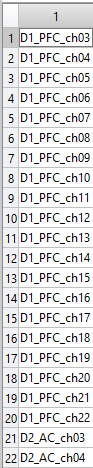 1
1 D1_PFC_ch03
2 D1_PFC_ch04
3 D1_PFC_ch05
4 D1_PFC_ch06
5 D1_PFC_ch07
6 D1_PFC_ch08
7 D1_PFC_ch09
8 D1_PFC_ch10
9 D1_PFC_ch11
10 D1_PFC_ch12
11 D1_PFC_ch13
12 D1_PFC_ch14
13 D1_PFC_ch15
14 D1_PFC_ch16
15 D1_PFC_ch17
16 D1_PFC_ch18
17 D1_PFC_ch19
18 D1_PFC_ch20
19 D1_PFC_ch21
20 D1_PFC_ch22
21 D2_AC_ch03
22 D2_AC_ch04